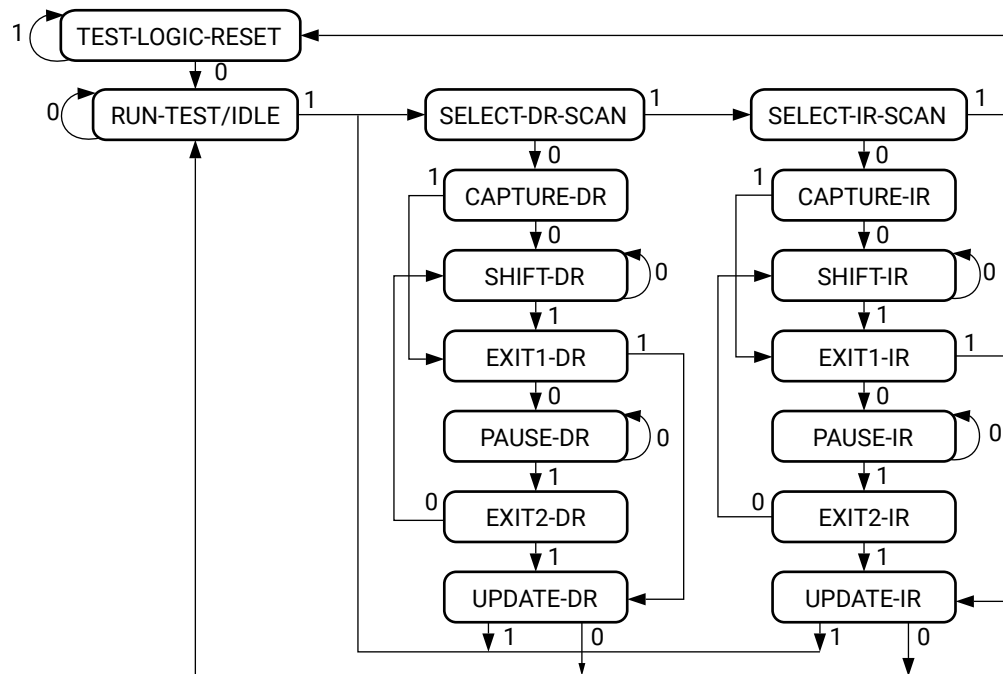 1 TEST-LOGIC-RESET
0
0 RUN-TEST/IDLE 1 SELECT-DR-SCAN 1 SELECT-IR-SCAN 1
0 0
1 CAPTURE-DR 1 CAPTURE-IR
0 0
SHIFT-DR 0 SHIFT-IR 0
1 1
EXIT1-DR 1 EXIT1-IR 1
0 0
PAUSE-DR 0 PAUSE-IR 0
1 1
0 EXIT2-DR 0 EXIT2-IR
1 1
UPDATE-DR UPDATE-IR
1 0 1 0